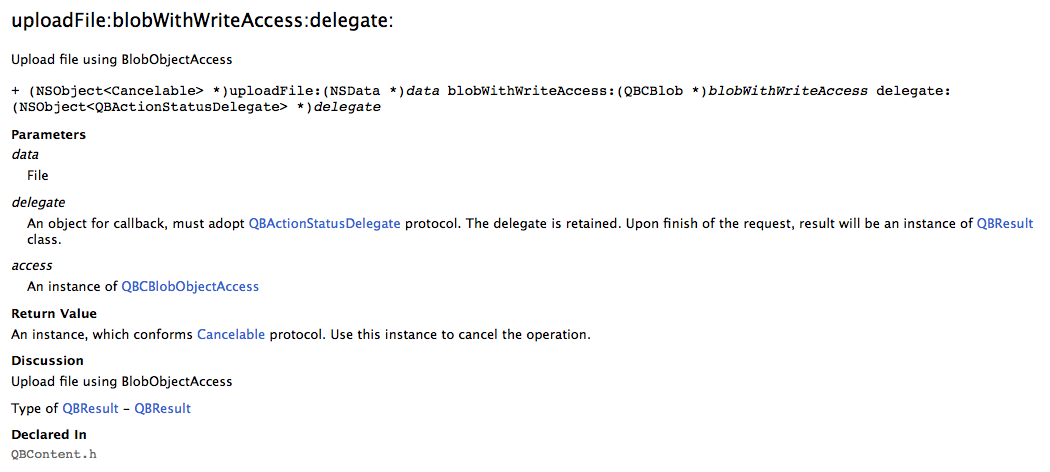 uploadFile:blobWithWriteAccess:delegate:
Upload file using BlobObjectAccess
+ (NSObject<Cancelable> *)uploadFile:(NSData *)data blobWithWriteAccess:(QBCBlob *)blobWithWriteAccess delegate:
(NSObject<QBActionStatusDelegate> *)delegate
Parameters
data
File
delegate
An object for callback, must adopt QBActionStatusDelegate protocol. The delegate is retained. Upon finish of the request, result will be an instance of QBResult
class.
access
An instance of QBCBlobObjectAccess
Return Value
An instance, which conforms Cancelable protocol. Use this instance to cancel the operation.
Discussion
Upload file using BlobObjectAccess
Type of QBResult – QBResult
Declared In
QBContent.h